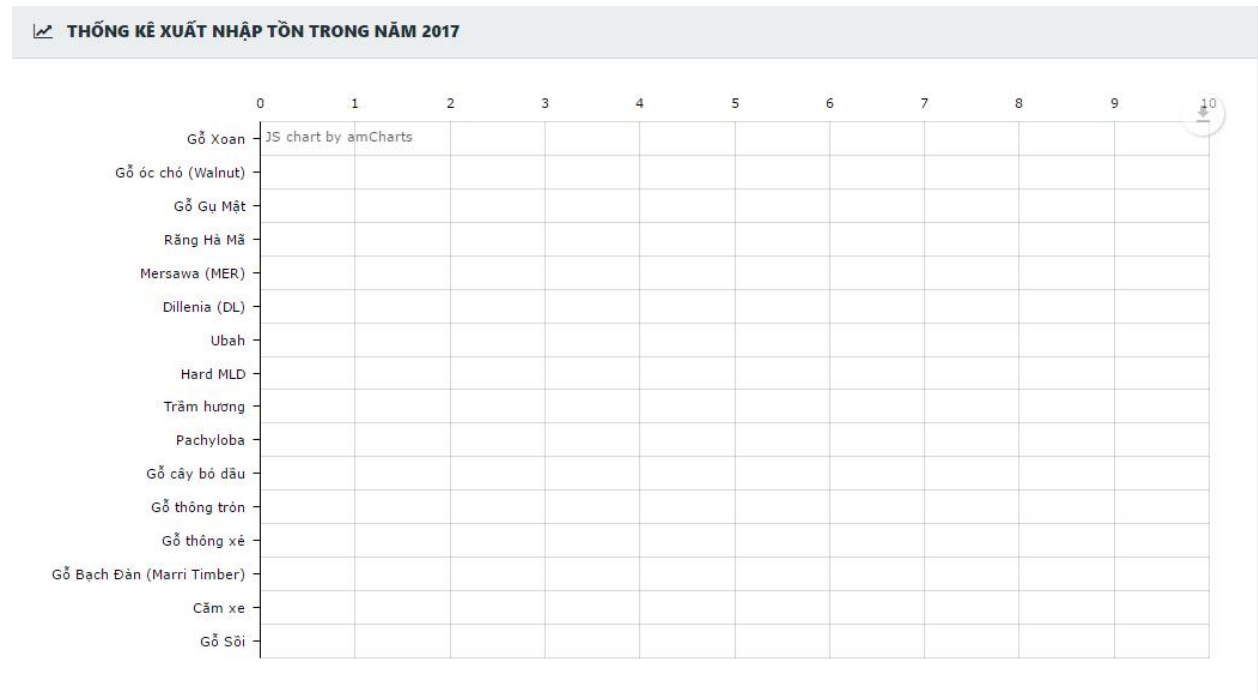 THỐNG KÊ XUẤT NHẬP TỒN TRONG NĂM 2017
0 1 2 3 4 5 6 7 8 9 10
JS chart by amCharts
Gỗ Xoan
Gỗ óc chó (Walnut)
Gỗ Gụ Mật
Răng Hà Mã
Mersawa (MER)
Dillenia (DL)
Ubah
Hard MLD
Trầm hương
Pachyloba
Gỗ cây bó dầu
Gỗ thông tròn
Gỗ thông xẻ
Gỗ Bạch Đàn (Marri Timber)
Căm xe
Gỗ Sồi